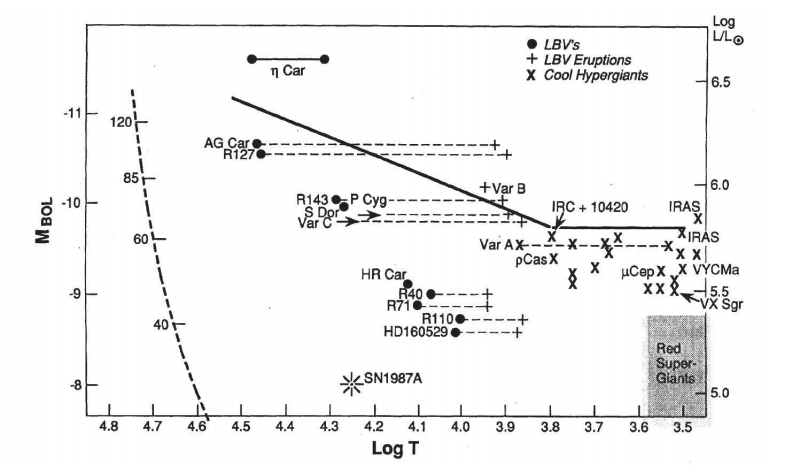 Log
L/L☉
LBV's
η Car
LBV Eruptions
Cool Hypergiants
6.5
-11
120
AG Car
R127
85
Var B
6.0
-10
R143
P Cyg
IRC + 10420
IRAS
S Dor
Var C
60
Var A
IRAS
ρCas
μCep
VYCMa
HR Car
-9
R40
5.5
R71
VX Sgr
R110
40
HD160529
Red
Super-
Giants
SN1987A
-8
5.0
M BOL
4.8 4.7 4.6 4.5 4.4 4.3 4.2 4.1 4.0 3.9 3.8 3.7 3.6 3.5
Log T